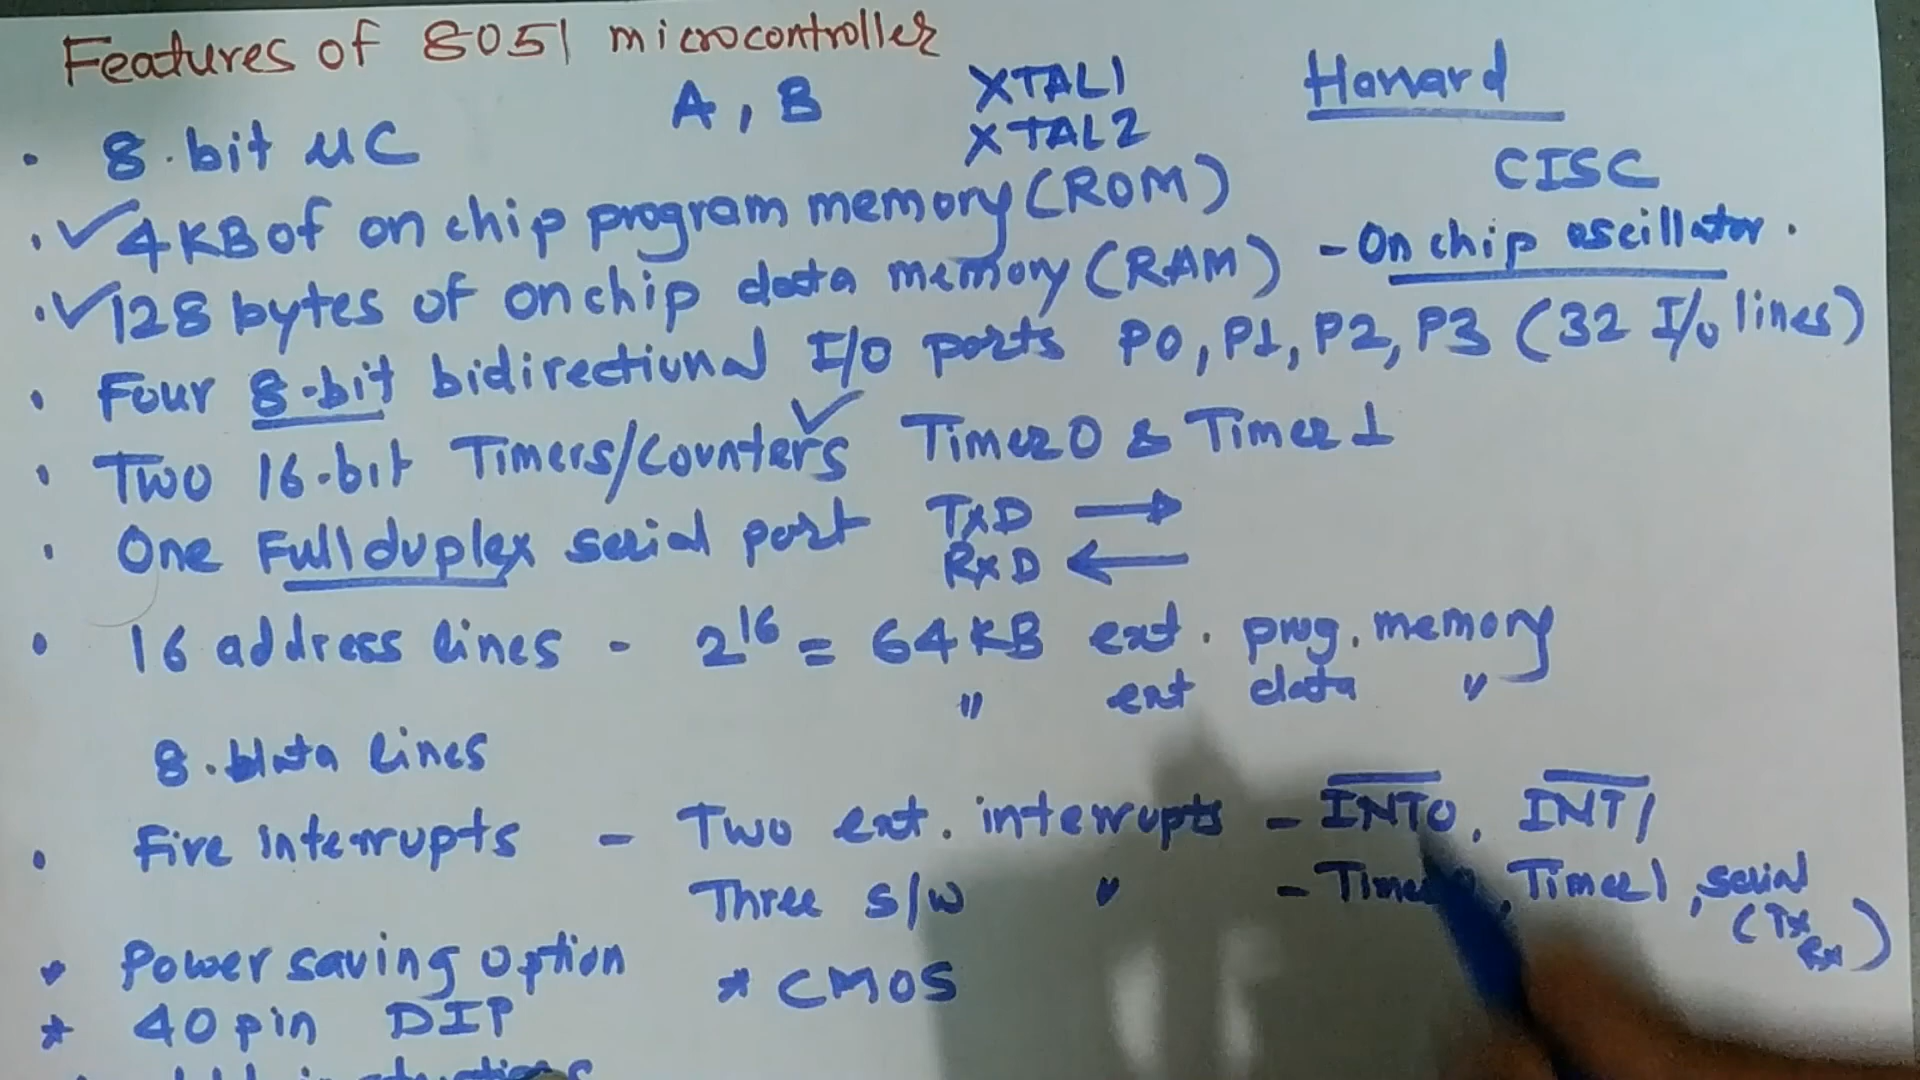 Features of 8051 microcontroller
A, B
XTAL1
XTAL2
Harvard
CISC
• 8-bit uC
• ✓4KB of on chip program memory (ROM)
- On chip oscillator.
• ✓128 bytes of on chip data memory (RAM)
• Four 8-bit bidirectional I/O ports P0, P1, P2, P3 (32 I/o lines)
• Two 16-bit Timers/Counters ✓ Timer0 & Timer1
• One Full duplex serial port TxD →
RxD ←
• 16 address lines - 2^16 = 64KB ext. prog. memory
" ext data "
8. data lines
• Five interrupts - Two ext. interrupts - INT0, INT1
Three s/w " - Timer , Timer1, serial
(Tx
Rx)
* Power saving option * CMOS
* 40 pin DIP
instructions